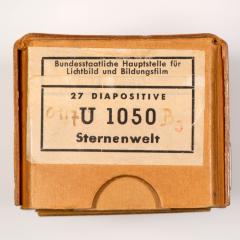 Bundesstaatliche Hauptstelle für
Lichtbild und Bildungsfilm
27 DIAPOSITIVE
U 1050
Sternenwelt